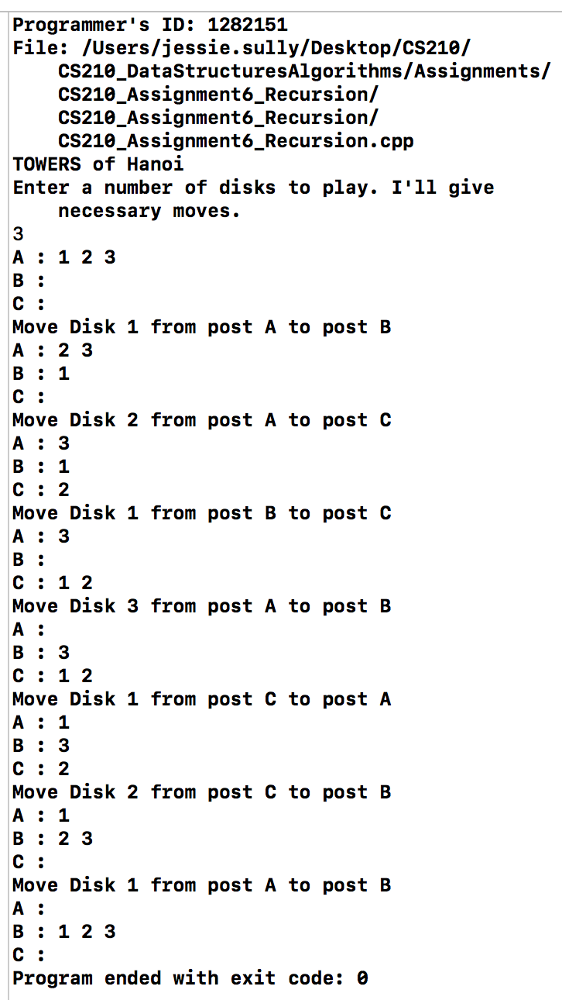 Programmer's ID: 1282151
File: /Users/jessie.sully/Desktop/CS210/
CS210_DataStructuresAlgorithms/Assignments/
CS210_Assignment6_Recursion/
CS210_Assignment6_Recursion/
CS210_Assignment6_Recursion.cpp
TOWERS of Hanoi
Enter a number of disks to play. I'll give
necessary moves.
3
A : 1 2 3
B :
C :
Move Disk 1 from post A to post B
A : 2 3
B : 1
C :
Move Disk 2 from post A to post C
A : 3
B : 1
C : 2
Move Disk 1 from post B to post C
A : 3
B :
C : 1 2
Move Disk 3 from post A to post B
A :
B : 3
C : 1 2
Move Disk 1 from post C to post A
A : 1
B : 3
C : 2
Move Disk 2 from post C to post B
A : 1
B : 2 3
C :
Move Disk 1 from post A to post B
A :
B : 1 2 3
C :
Program ended with exit code: 0